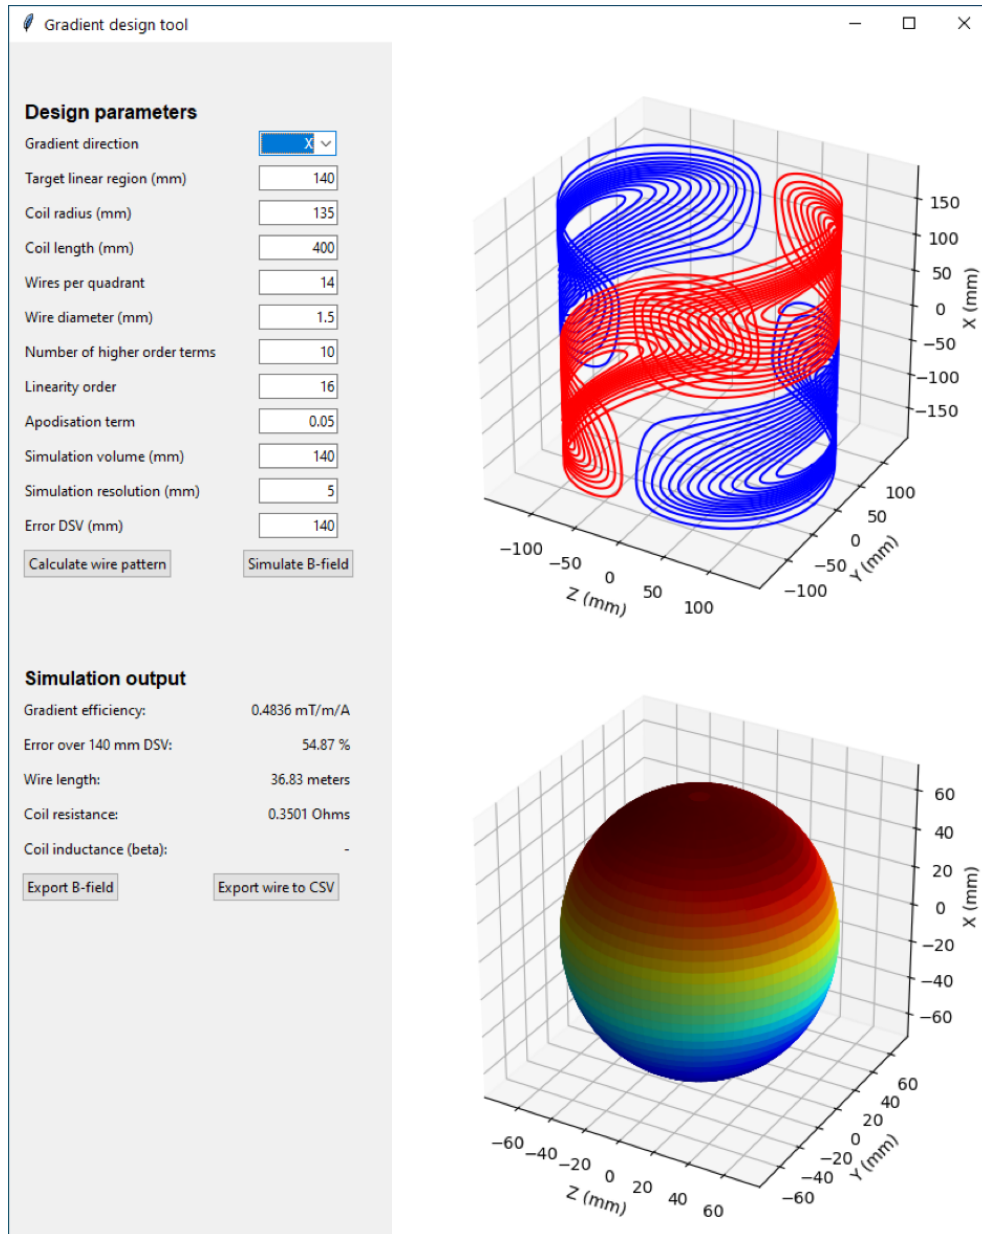 Gradient design tool
Design parameters
Gradient direction X
Target linear region (mm) 140
Coil radius (mm) 135
Coil length (mm) 400
Wires per quadrant 14
Wire diameter (mm) 1.5
Number of higher order terms 10
Linearity order 16
Apodisation term 0.05
Simulation volume (mm) 140
Simulation resolution (mm) 5
Error DSV (mm) 140
Calculate wire pattern Simulate B-field
Simulation output
Gradient efficiency: 0.4836 mT/m/A
Error over 140 mm DSV: 54.87 %
Wire length: 36.83 meters
Coil resistance: 0.3501 Ohms
Coil inductance (beta): -
Export B-field Export wire to CSV
150
100
50
0
−50
−100
−150
X (mm)
100
50
0
−50
−100
Y (mm)
−100
−50
0
50
100
Z (mm)
60
40
20
0
−20
−40
−60
X (mm)
60
40
20
0
−20
−40
−60
Y (mm)
−60
−40
−20
0
20
40
60
Z (mm)